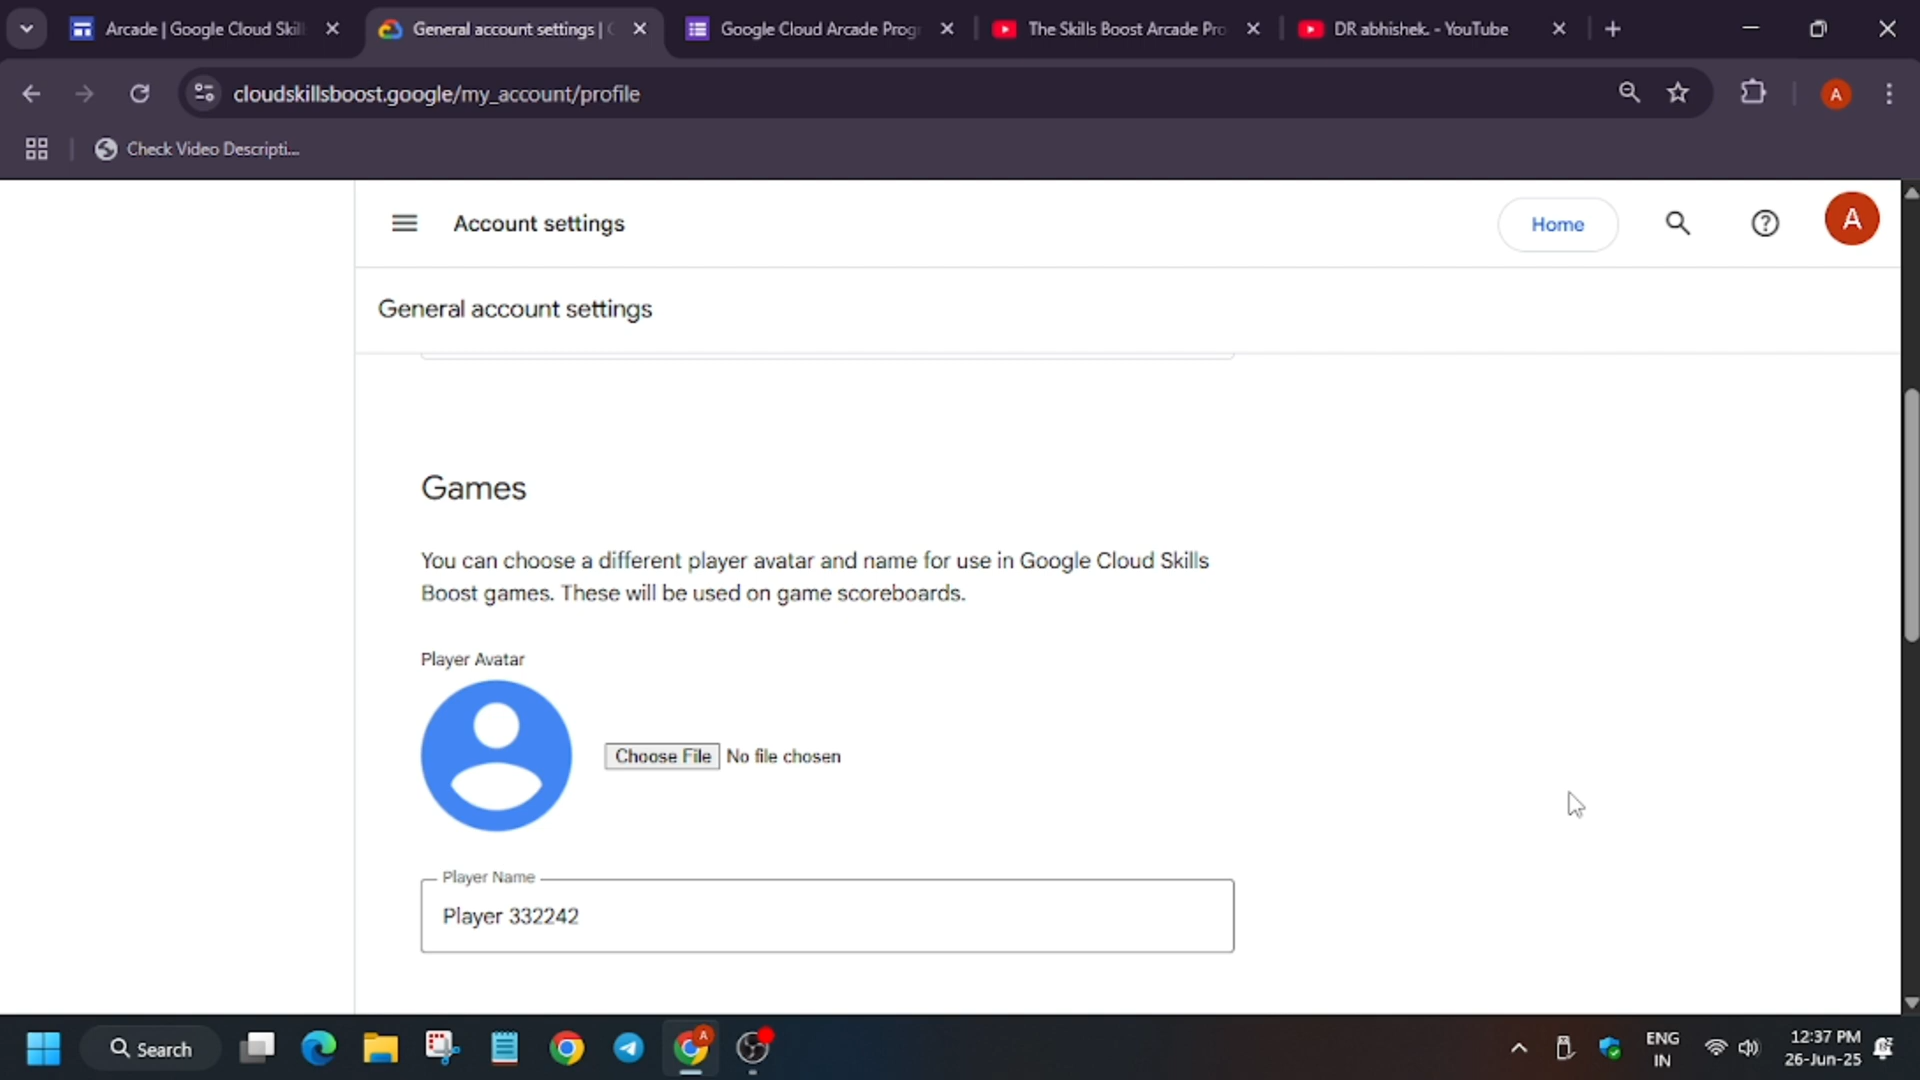 Arcade | Google Cloud Skil
General account settings |
Google Cloud Arcade Prog
The Skills Boost Arcade Pro
DR abhishek. - YouTube
cloudskillsboost.google/my_account/profile
A
Check Video Descripti...
Account settings
Home
A
General account settings
Games
You can choose a different player avatar and name for use in Google Cloud Skills
Boost games. These will be used on game scoreboards.
Player Avatar
Choose File No file chosen
Player Name
Player 332242
Search
A
ENG
IN
12:37 PM
26-Jun-25